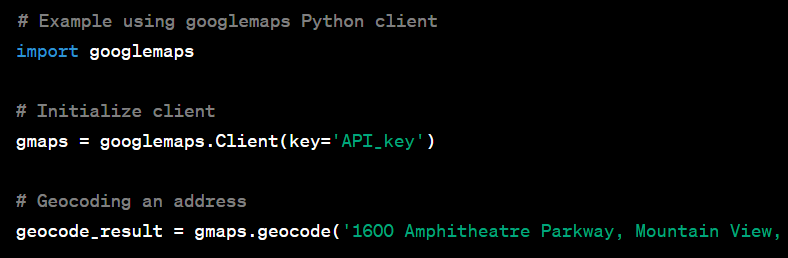 # Example using googlemaps Python client
import googlemaps
# Initialize client
gmaps = googlemaps.Client(key='API_key')
# Geocoding an address
geocode_result = gmaps.geocode('1600 Amphitheatre Parkway, Mountain View,